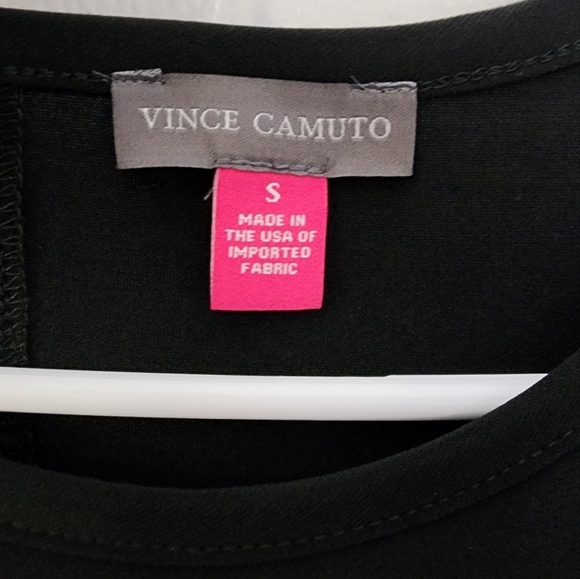 VINCE CAMUTO
S
MADE IN
THE USA OF
IMPORTED
FABRIC